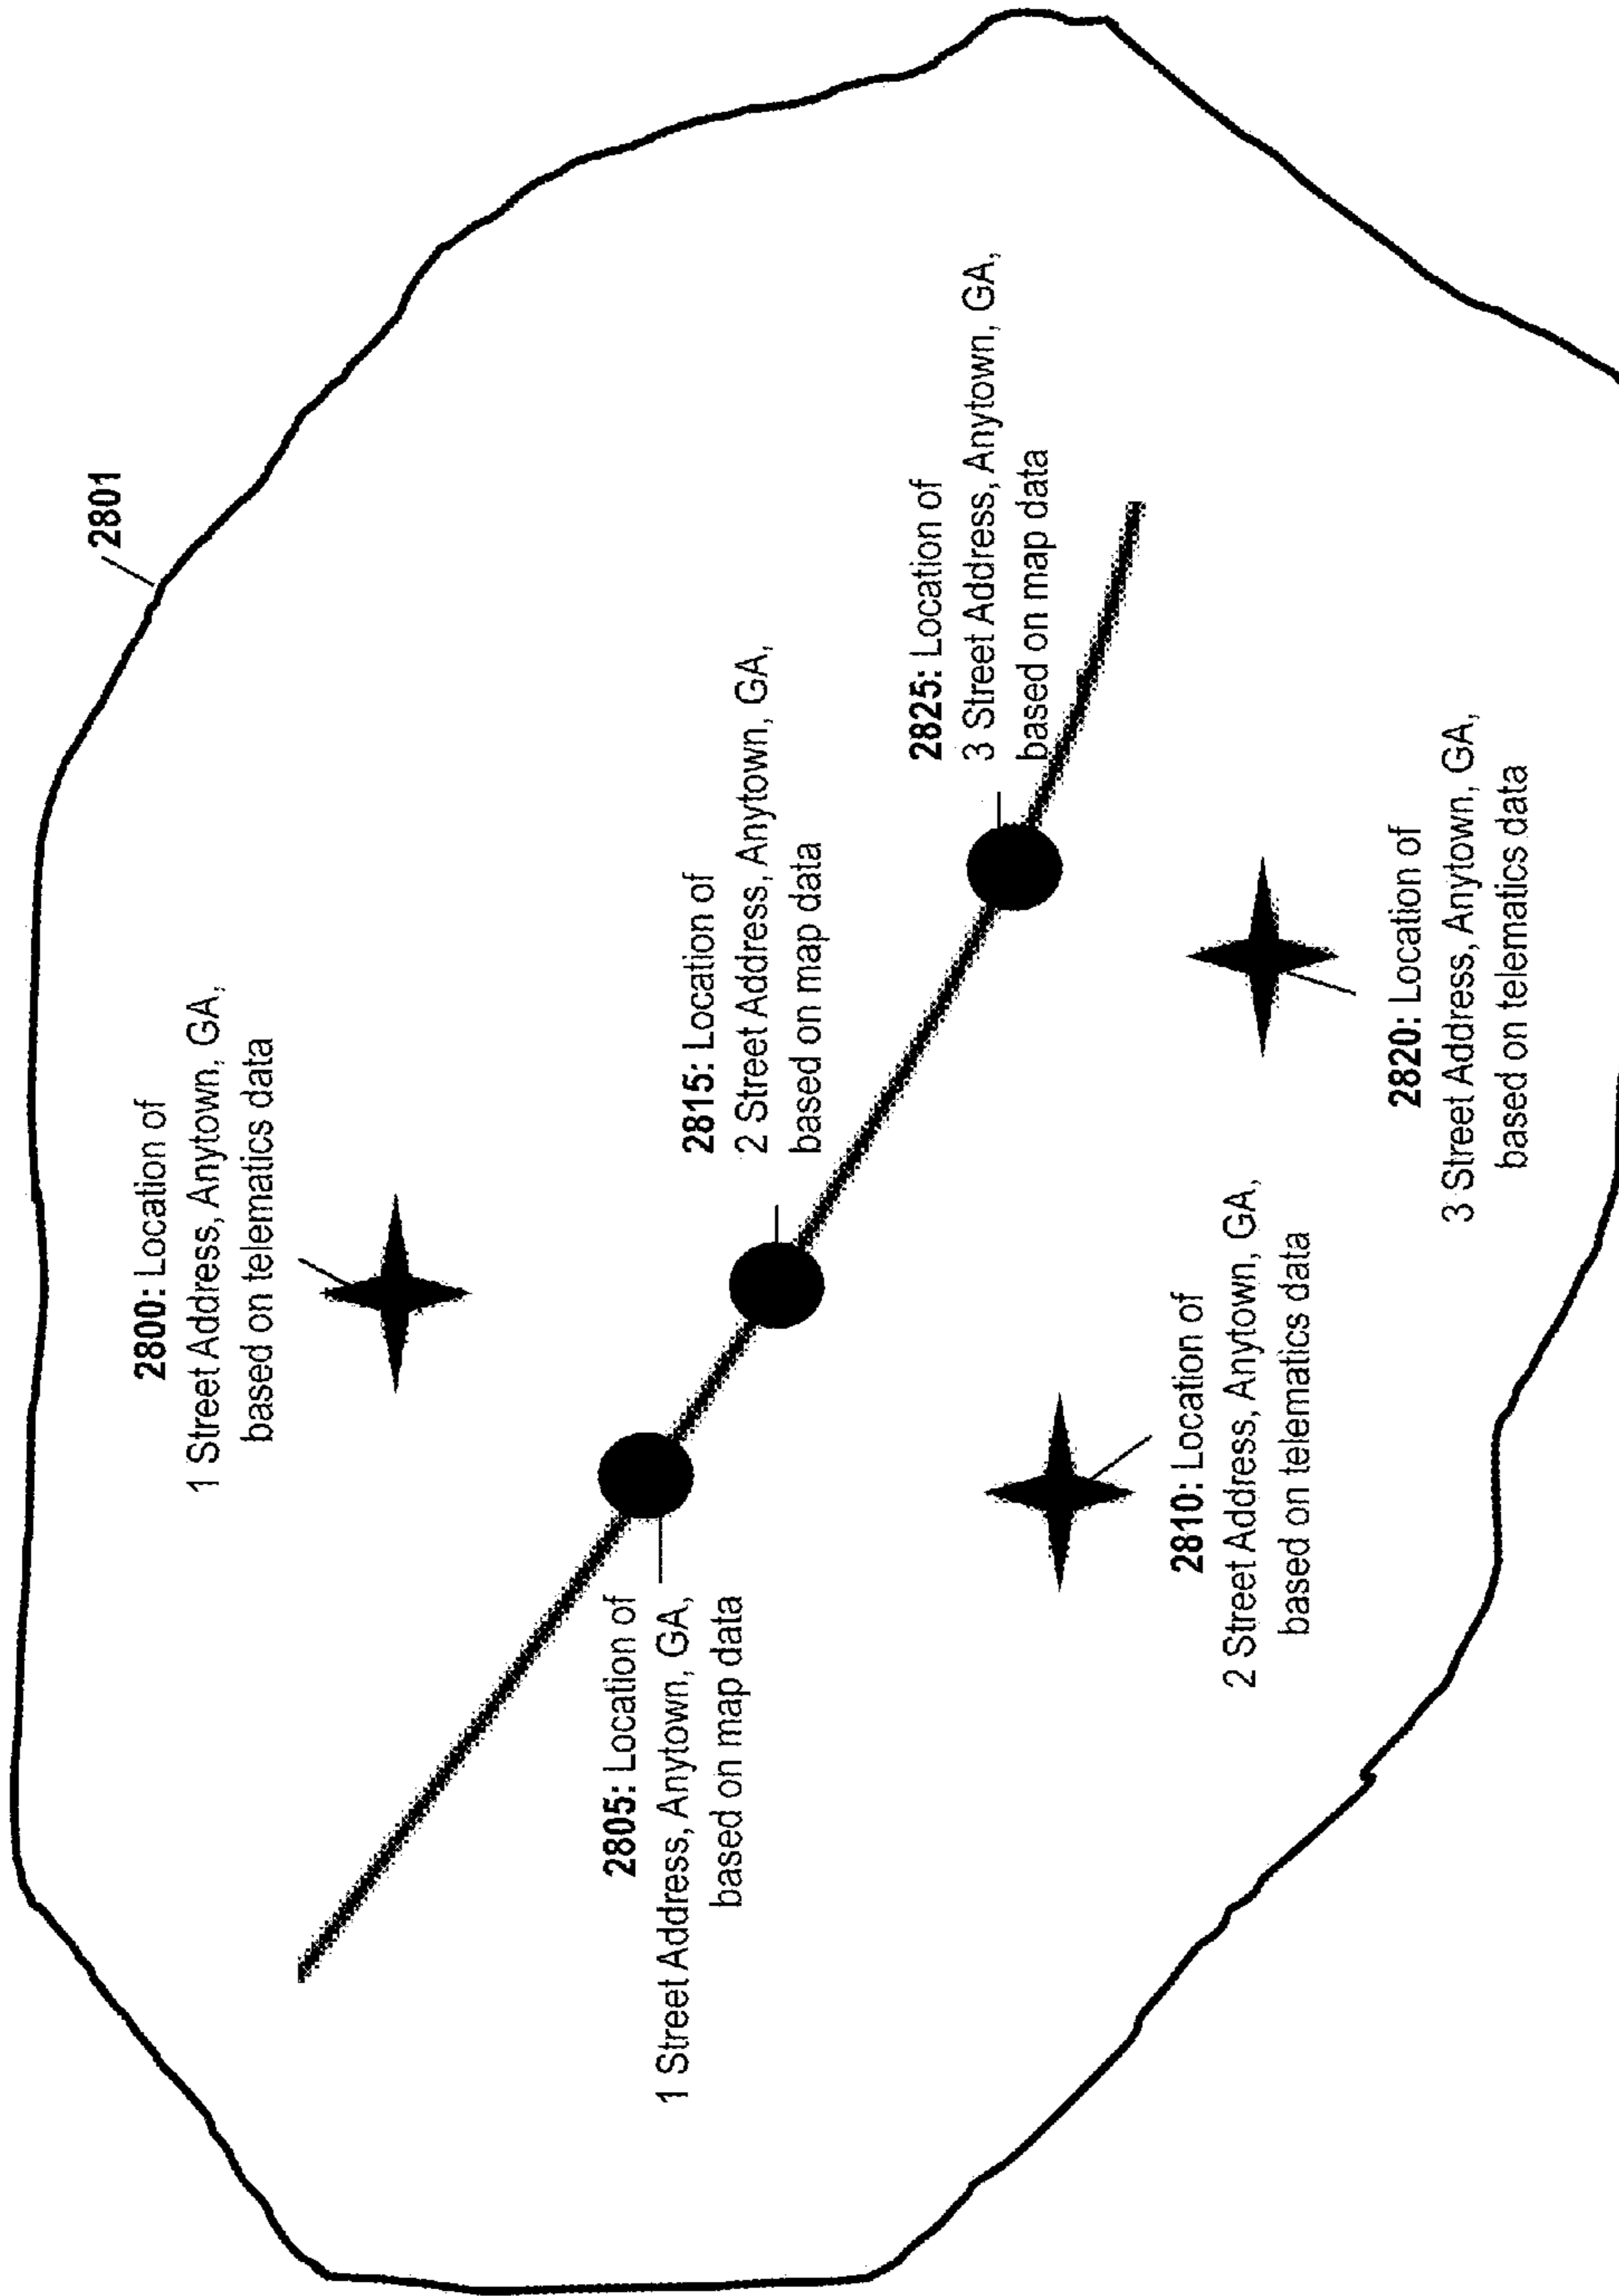 2801
2800: Location of
1 Street Address, Anytown, GA,
based on telematics data
2805: Location of
1 Street Address, Anytown, GA,
based on map data
2815: Location of
2 Street Address, Anytown, GA,
based on map data
2825: Location of
3 Street Address, Anytown, GA,
based on map data
2810: Location of
2 Street Address, Anytown, GA,
based on telematics data
2820: Location of
3 Street Address, Anytown, GA,
based on telematics data